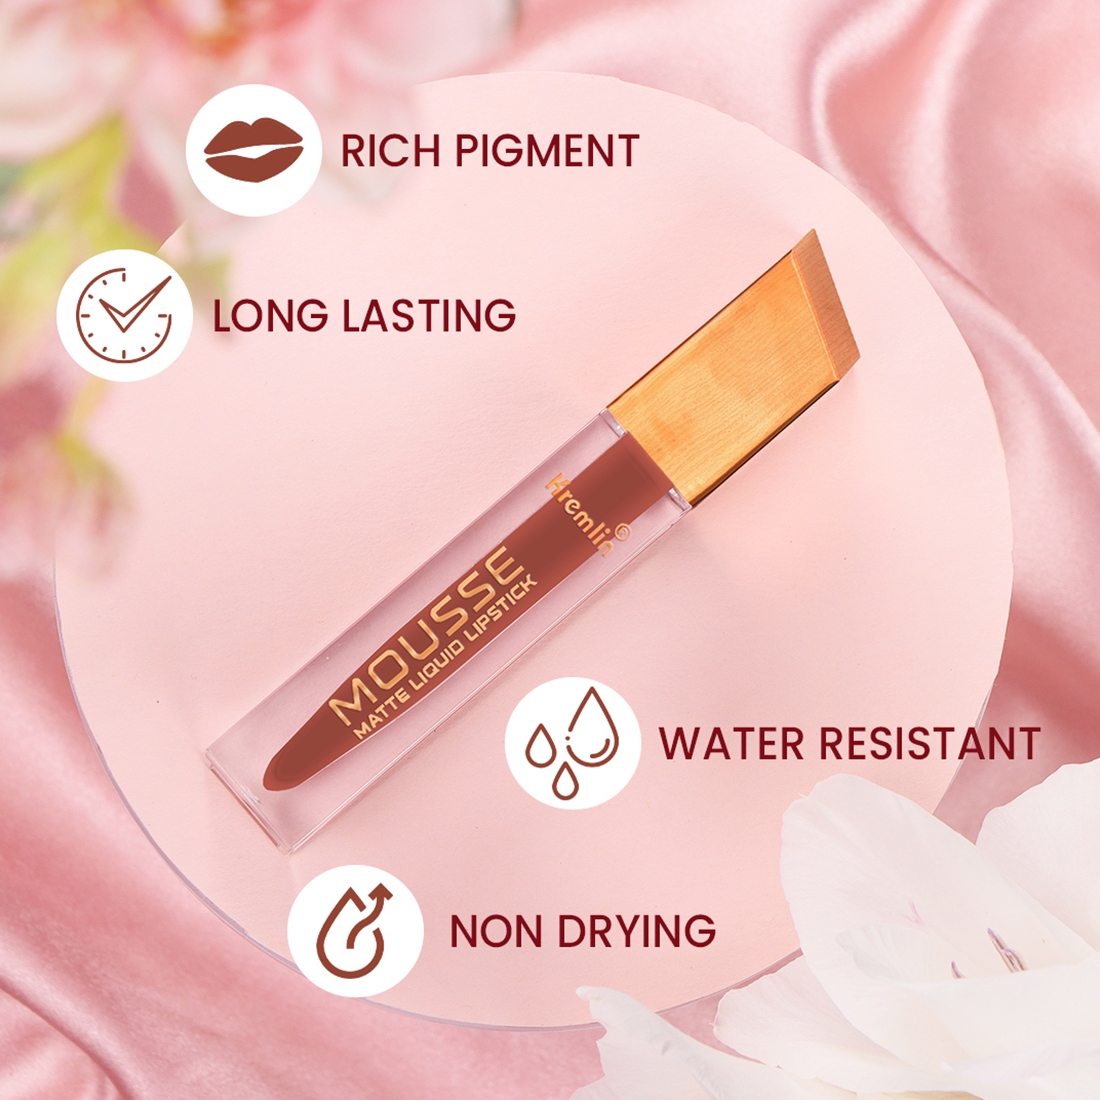 RICH PIGMENT
LONG LASTING
Kremlin®
MOUSSE
MATTE LIQUID LIPSTICK
WATER RESISTANT
NON DRYING